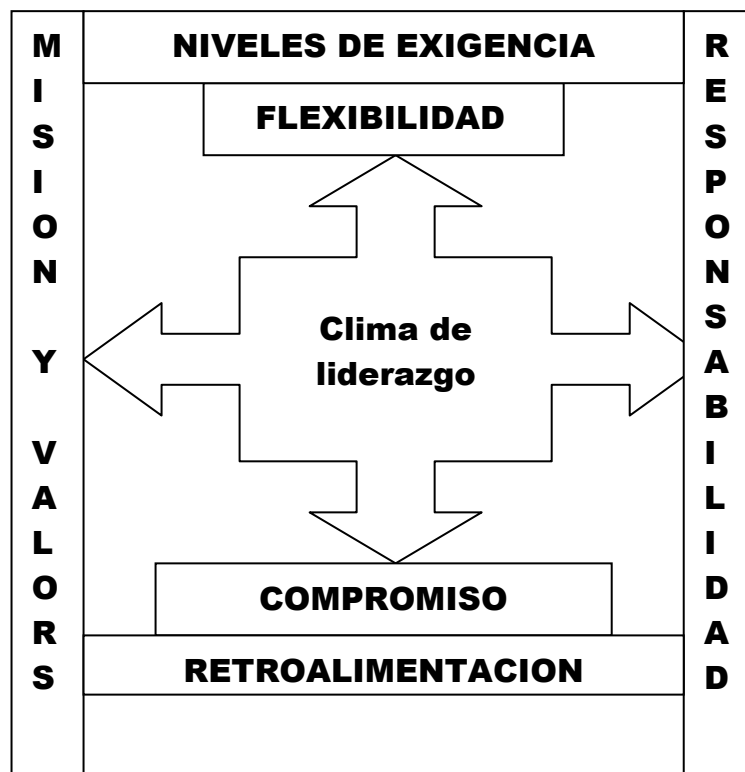 MISION Y VALORS
NIVELES DE EXIGENCIA
RESPONSABILIDAD
FLEXIBILIDAD
Clima de
liderazgo
COMPROMISO
RETROALIMENTACION